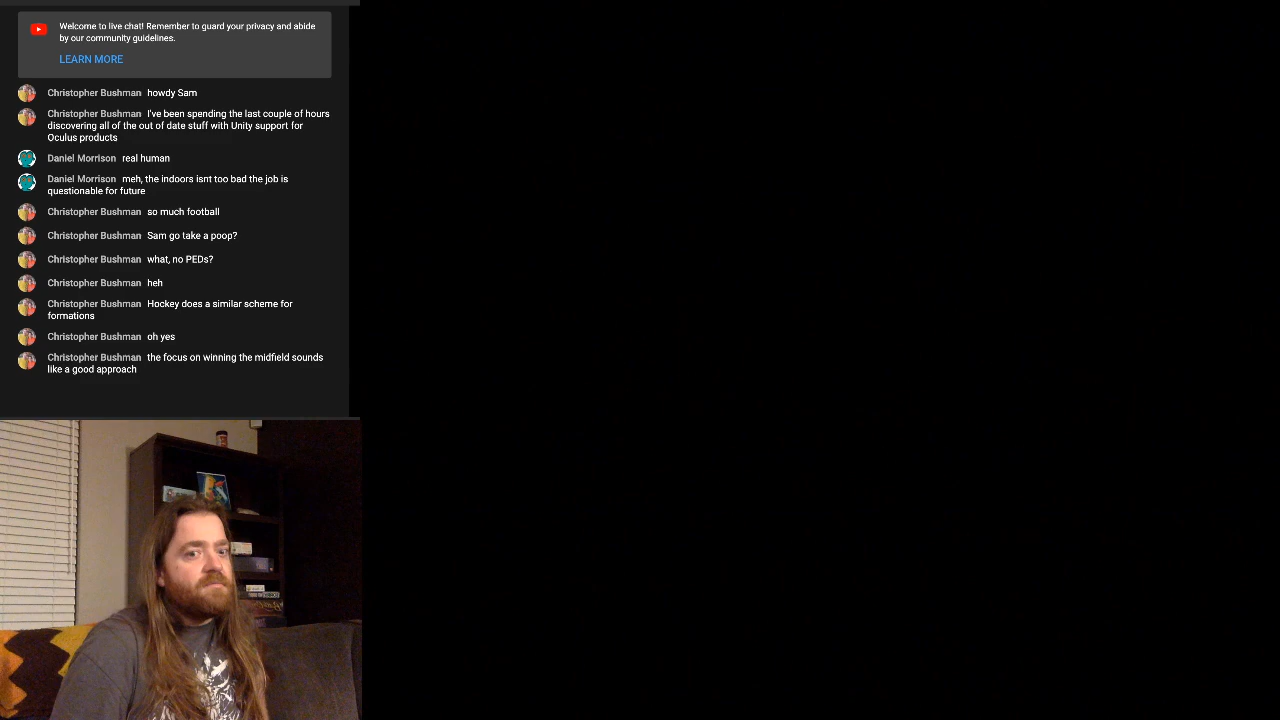 Welcome to live chat! Remember to guard your privacy and abide
by our community guidelines.
LEARN MORE
Christopher Bushman howdy Sam
Christopher Bushman I've been spending the last couple of hours
discovering all of the out of date stuff with Unity support for
Oculus products
Daniel Morrison real human
Daniel Morrison meh, the indoors isnt too bad the job is
questionable for future
Christopher Bushman so much football
Christopher Bushman Sam go take a poop?
Christopher Bushman what, no PEDs?
Christopher Bushman heh
Christopher Bushman Hockey does a similar scheme for
formations
Christopher Bushman oh yes
Christopher Bushman the focus on winning the midfield sounds
like a good approach